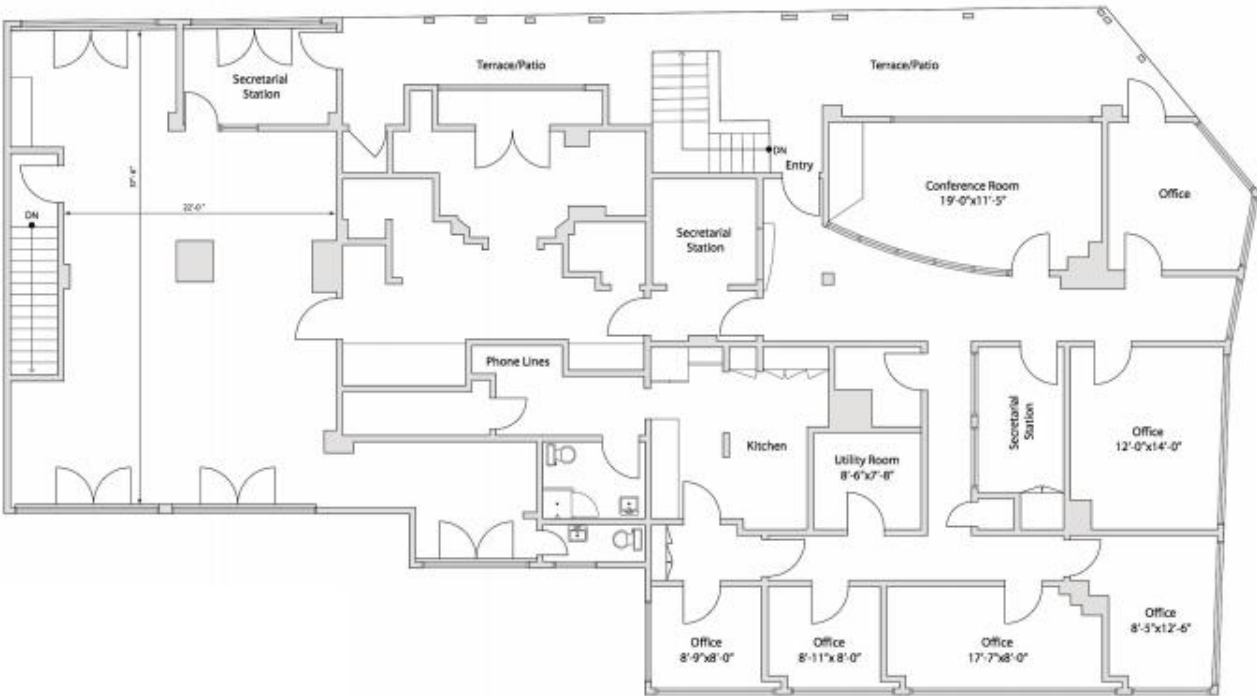 Terrace/Patio
Terrace/Patio
Secretarial
Station
DN
Entry
Conference Room
19'-0"x11'-5"
Office
22'-0"
DN
Secretarial
Station
Phone Lines
Kitchen
Utility Room
8'-6"x7'-8"
Secretarial
Station
Office
12'-0"x14'-0"
Office
8'-9"x8'-0"
Office
8'-11"x 8'-0"
Office
17'-7"x8'-0"
Office
8'-5"x12'-6"